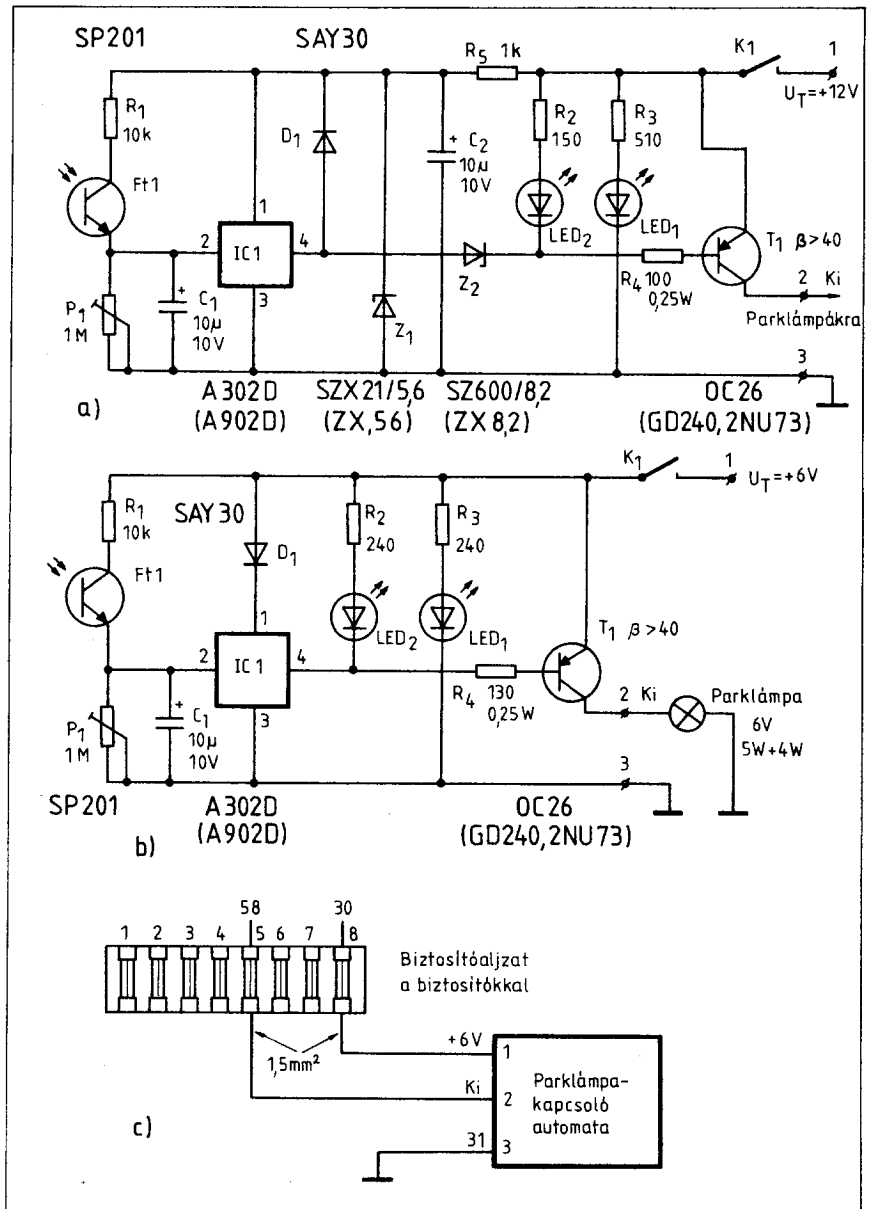 SP201 SAY30
R5 1k
K1 1
UT=+12V
R1
10k
D1
+ C2
10µ
10V
R2
150
R3
510
Ft1
LED2
LED1
T1 β>40
1
2 IC1 4
3
Z2
R4 100
0,25W
2 Ki
Parklámpákra
P1
1M
+
C1
10µ
10V
Z1
3
a)
A302D
(A902D)
SZX21/5,6
(ZX,56)
SZ600/8,2
(ZX8,2)
OC26
(GD240,2NU73)
K1 1
UT=+6V
R1
10k
SAY30
D1
R2
240
R3
240
Ft1
LED2
LED1
T1 β>40
1
2 IC1 4
3
R4 130
0,25W
2 Ki
Parklámpa
6V
5W+4W
P1
1M
+
C1
10µ
10V
3
SP201
A302D
(A902D)
OC26
(GD240,2NU73)
b)
58 30
1 2 3 4 5 6 7 8
Biztosítóaljzat
a biztosítókkal
1,5mm²
+6V
1
Ki
2
Parklámpa-
kapcsoló
automata
31
3
c)